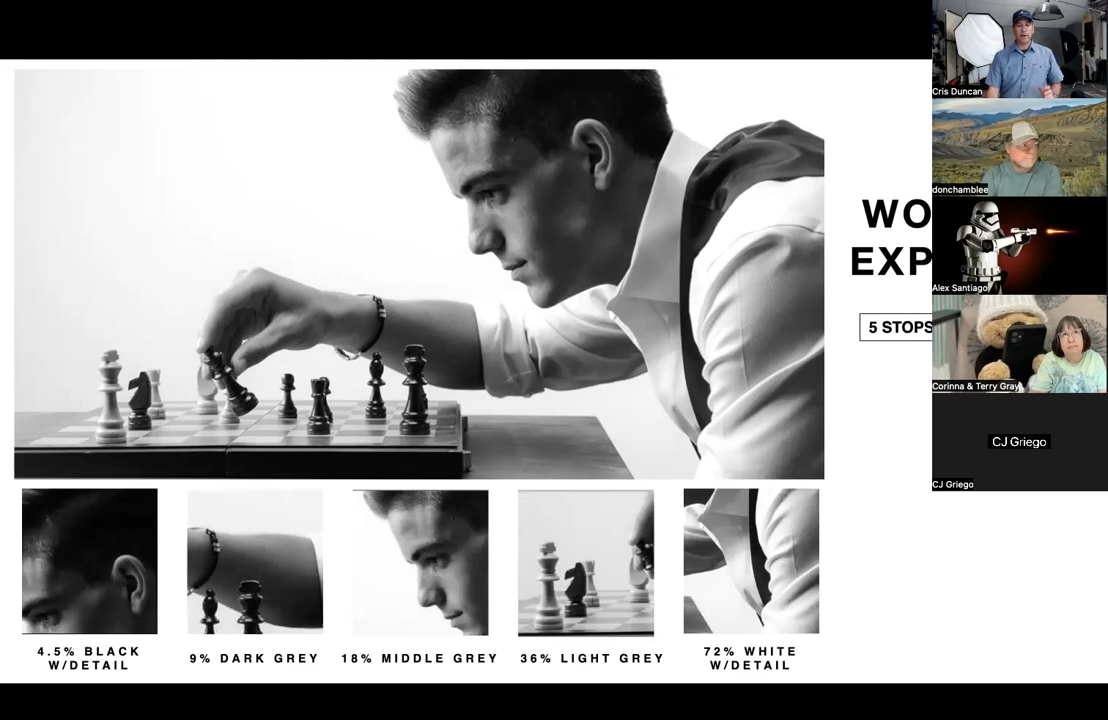 WO
EXP
5 STOPS
4.5% BLACK
W/DETAIL
9% DARK GREY
18% MIDDLE GREY
36% LIGHT GREY
72% WHITE
W/DETAIL
Cris Duncan
donchamblee
Alex Santiago
Corinna & Terry Gray
CJ Griego
CJ Griego